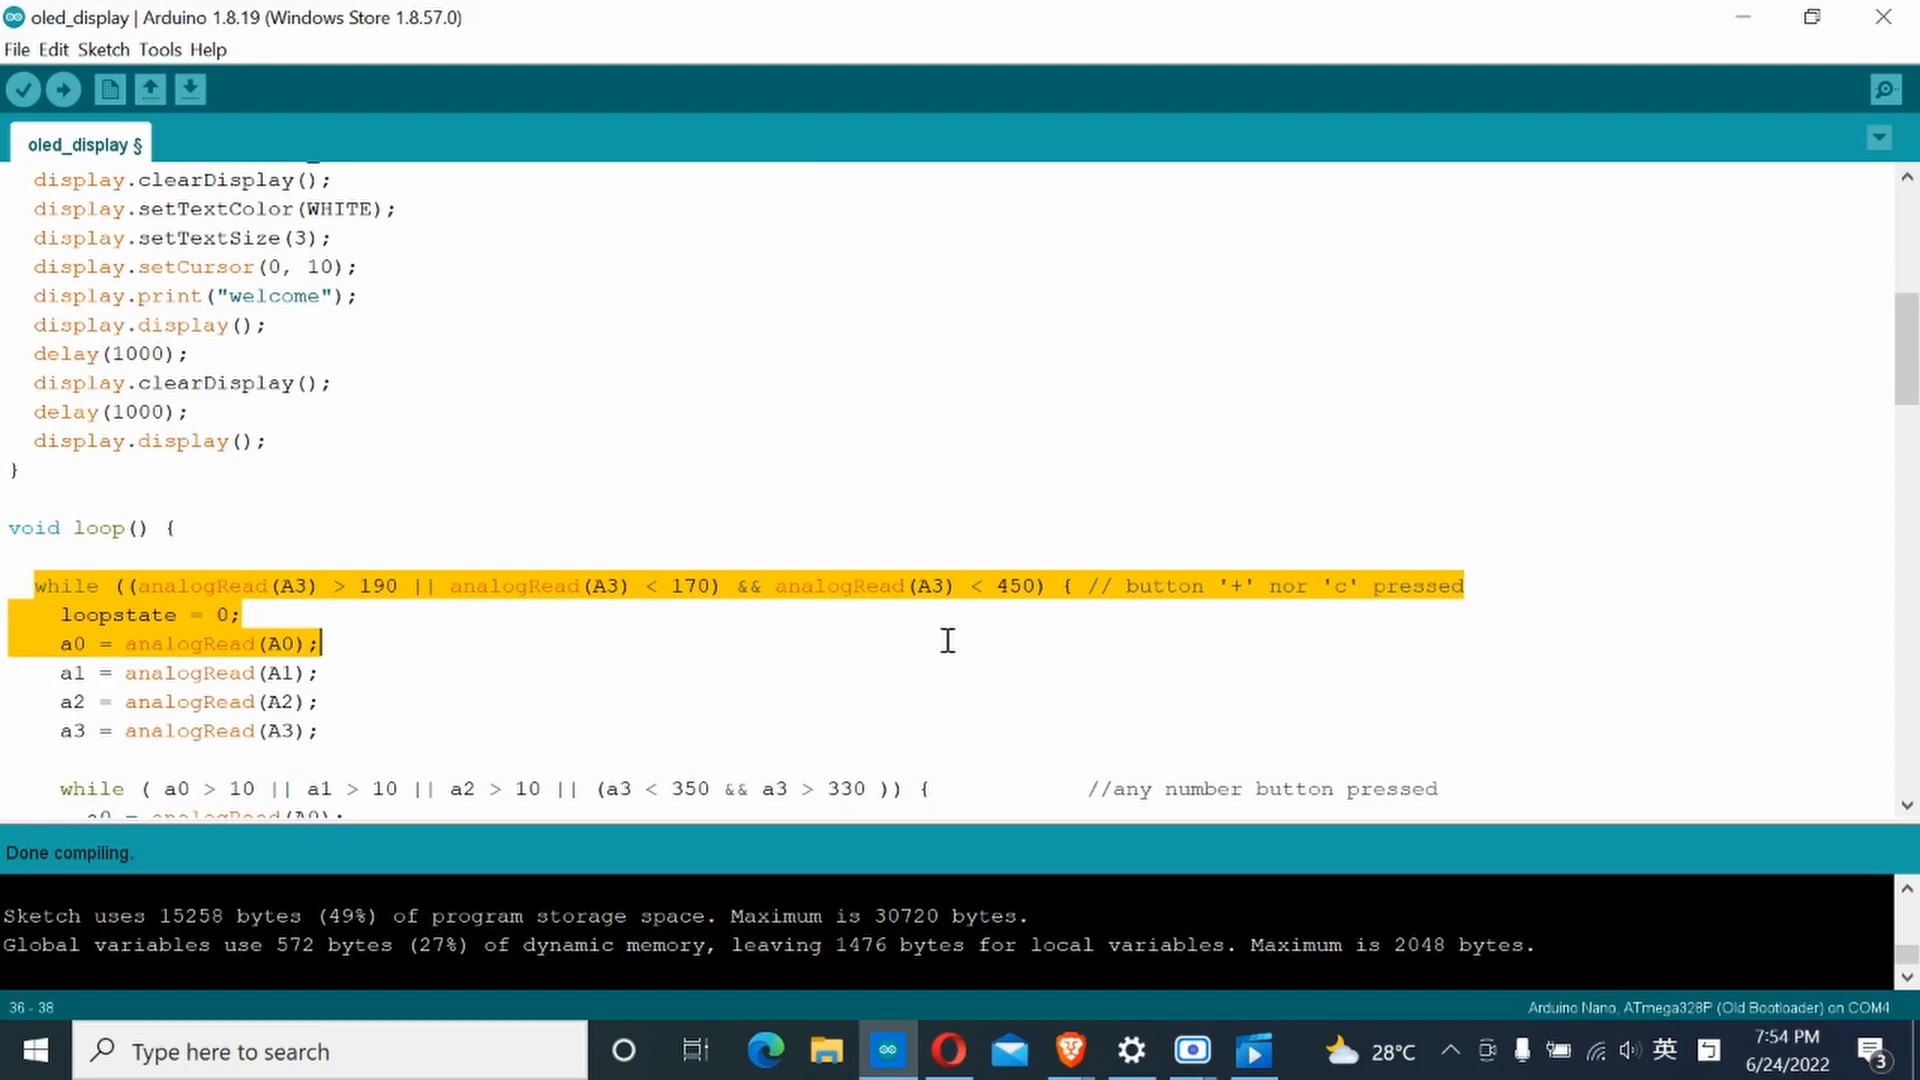 oled_display | Arduino 1.8.19 (Windows Store 1.8.57.0)
File Edit Sketch Tools Help
oled_display §
display.clearDisplay();
display.setTextColor(WHITE);
display.setTextSize(3);
display.setCursor(0, 10);
display.print("welcome");
display.display();
delay(1000);
display.clearDisplay();
delay(1000);
display.display();
}
void loop() {
while ((analogRead(A3) > 190 || analogRead(A3) < 170) && analogRead(A3) < 450) { // button '+' nor 'c' pressed
loopstate = 0;
a0 = analogRead(A0);
a1 = analogRead(A1);
a2 = analogRead(A2);
a3 = analogRead(A3);
while ( a0 > 10 || a1 > 10 || a2 > 10 || (a3 < 350 && a3 > 330 )) { //any number button pressed
a0 = analogRead(A0);
Done compiling.
Sketch uses 15258 bytes (49%) of program storage space. Maximum is 30720 bytes.
Global variables use 572 bytes (27%) of dynamic memory, leaving 1476 bytes for local variables. Maximum is 2048 bytes.
36 - 38
Arduino Nano, ATmega328P (Old Bootloader) on COM4
Type here to search
28°C
英
7:54 PM
6/24/2022
3